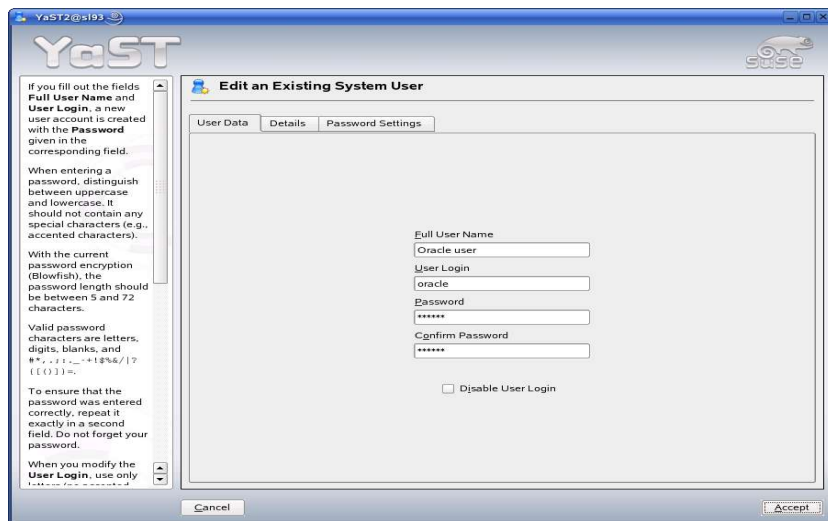 YaST2@sl93
YaST
SUSE
If you fill out the fields
Full User Name and
User Login, a new
user account is created
with the Password
given in the
corresponding field.
When entering a
password, distinguish
between uppercase
and lowercase. It
should not contain any
special characters (e.g.,
accented characters).
With the current
password encryption
(Blowfish), the
password length should
be between 5 and 72
characters.
Valid password
characters are letters,
digits, blanks, and
#*,.;:._-+!$%&/|?
{[()]}=.
To ensure that the
password was entered
correctly, repeat it
exactly in a second
field. Do not forget your
password.
When you modify the
User Login, use only
Edit an Existing System User
User Data
Details
Password Settings
Full User Name
Oracle user
User Login
oracle
Password
******
Confirm Password
******
Disable User Login
Cancel
Accept